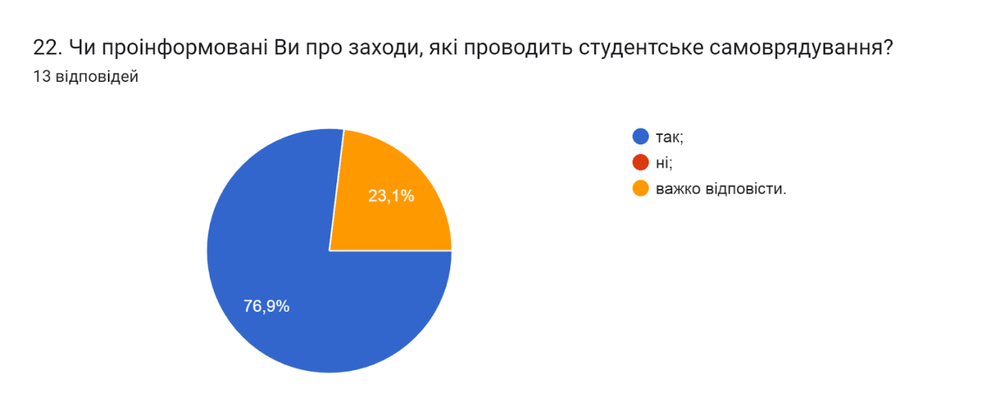 22. Чи проінформовані Ви про заходи, які проводить студентське самоврядування?
13 відповідей
так;
ні;
важко відповісти.
23,1%
76,9%